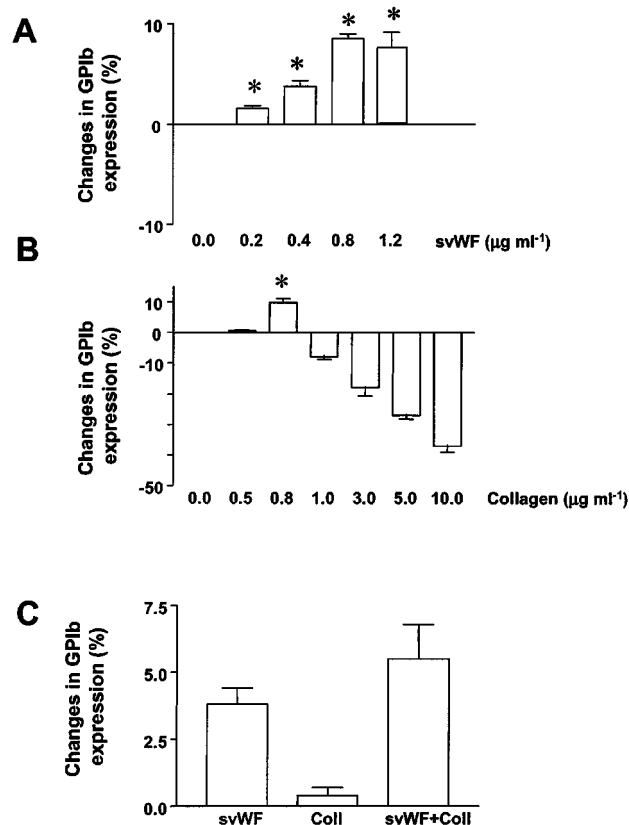 A
Changes in GPIb
expression (%)
10
0
-10
* * * *
0.0 0.2 0.4 0.8 1.2 svWF (µg ml-1)
B
Changes in GPIb
expression (%)
10
0
-10
-50
*
0.0 0.5 0.8 1.0 3.0 5.0 10.0 Collagen (µg ml-1)
C
Changes in GPIb
expression (%)
7.5
5.0
2.5
0.0
svWF Coll svWF+Coll